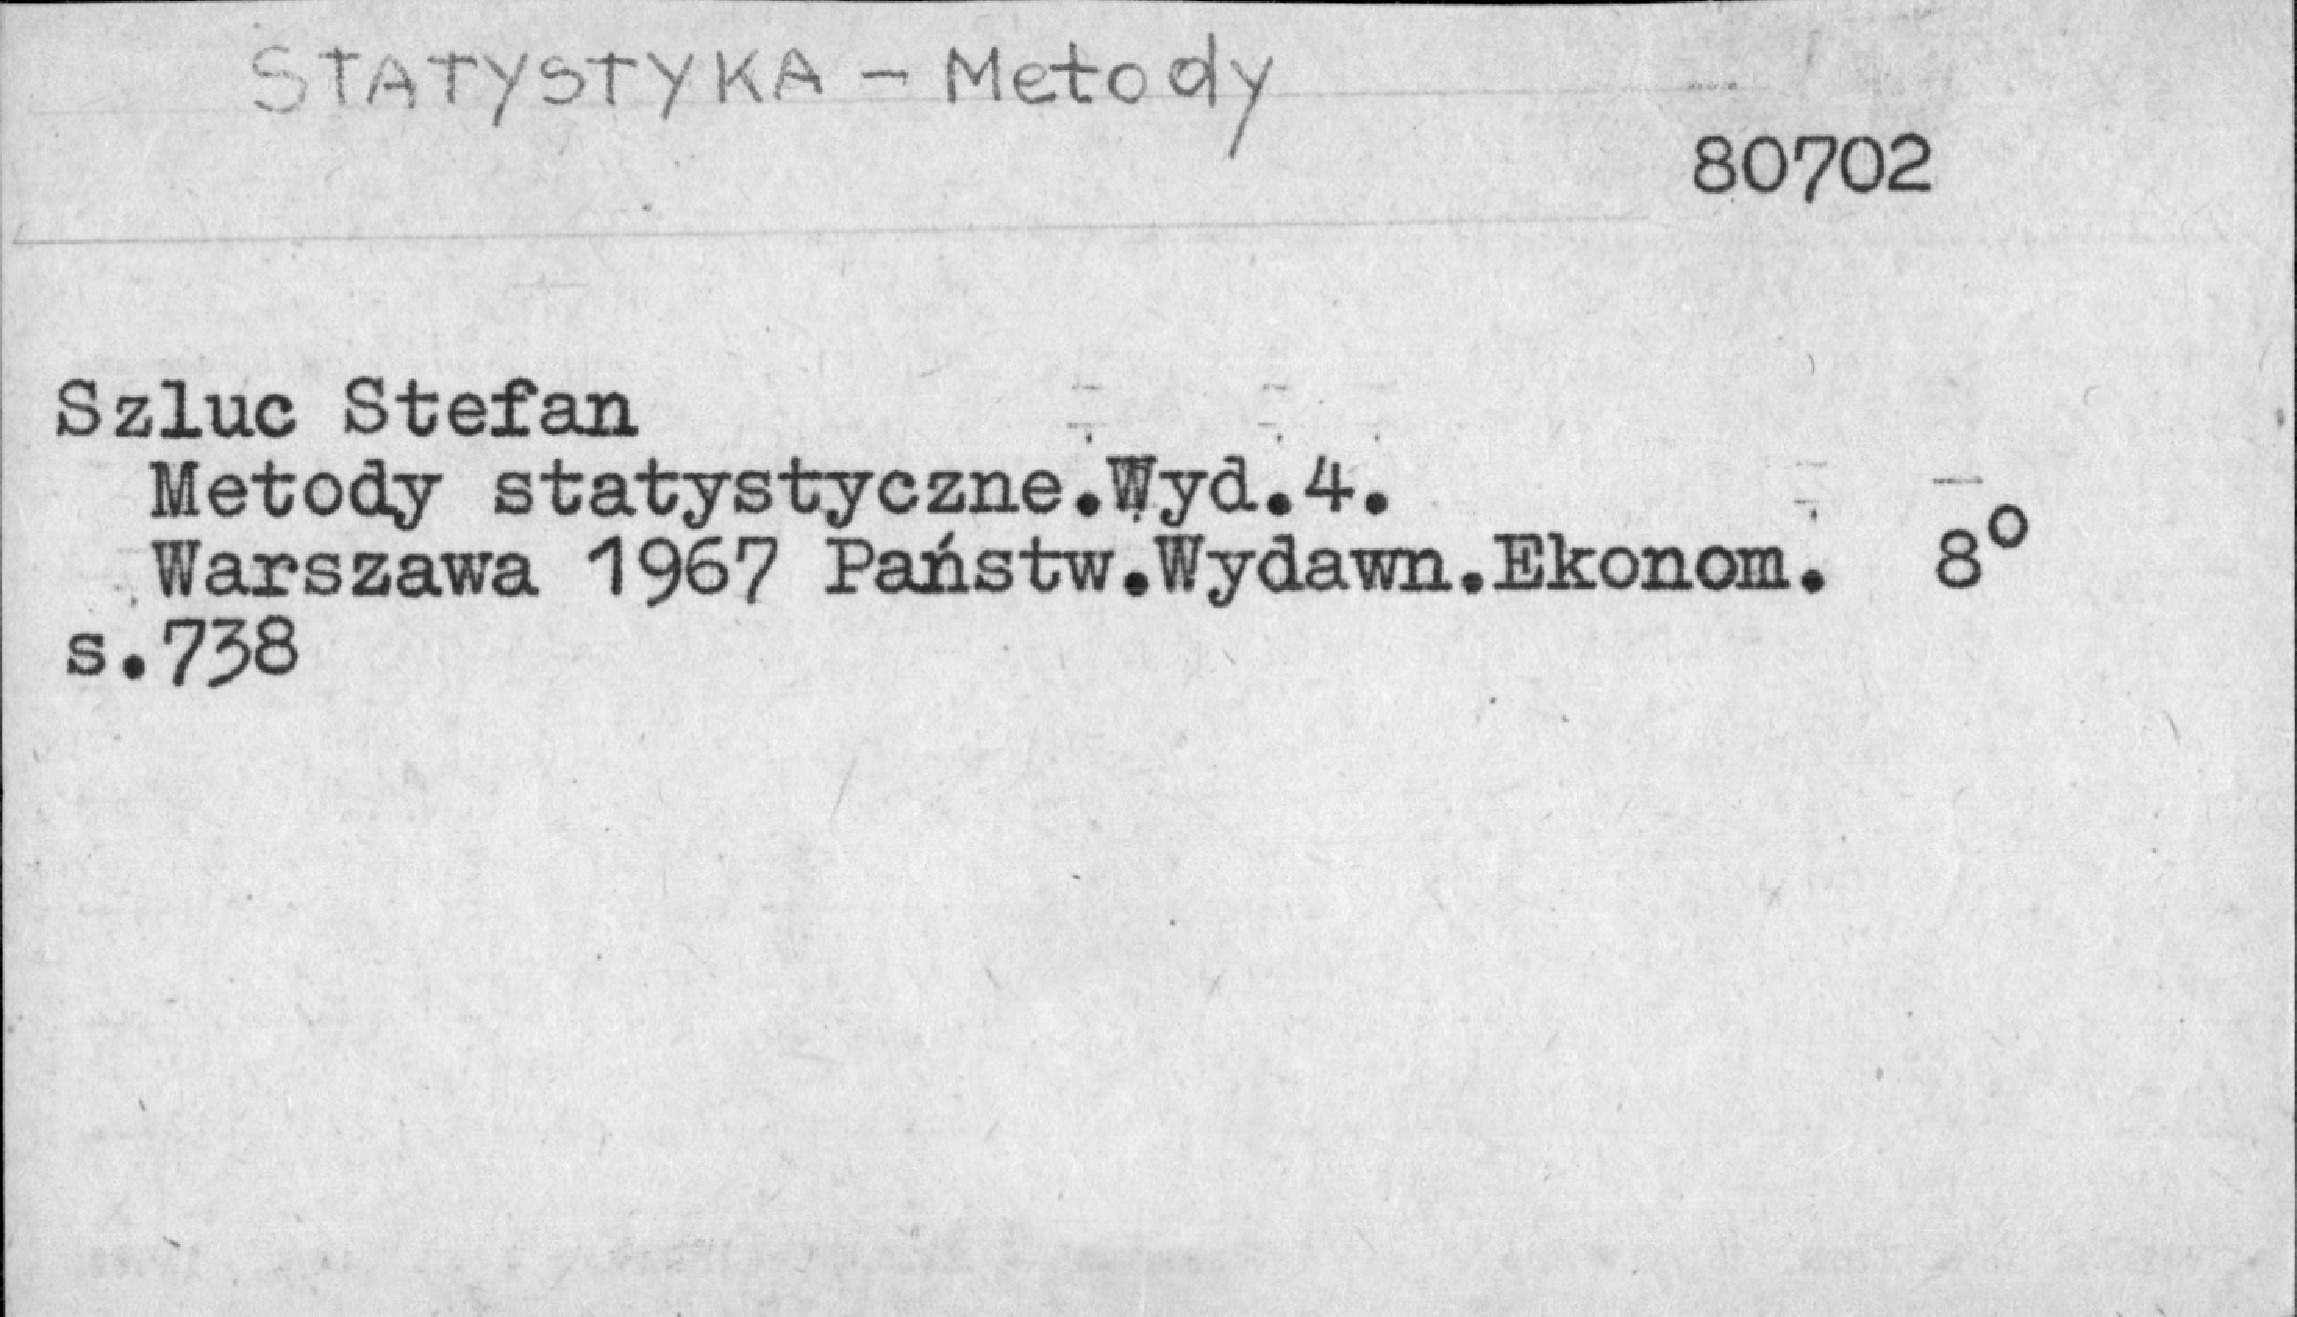 STATYSTYKA - Metody
80702
Szluc Stefan
Metody statystyczne.Wyd.4.
Warszawa 1967 Państw.Wydawn.Ekonom. 8°
s.738